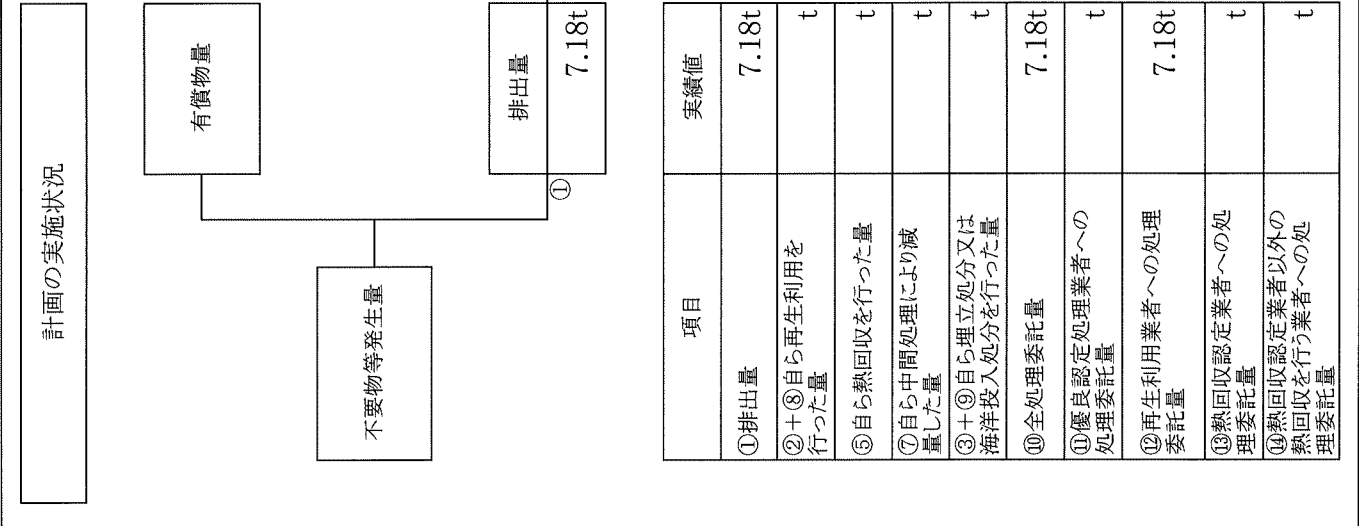 計画の実施状況
有償物量
不要物等発生量
排出量
①
7.18t
項目
実績値
①排出量
7.18t
②+⑧自ら再生利用を
行った量
t
⑤自ら熱回収を行った量
t
⑦自ら中間処理により減
量した量
t
③+⑨自ら埋立処分又は
海洋投入処分を行った量
t
⑩全処理委託量
7.18t
⑪優良認定処理業者への
処理委託量
t
⑫再生利用業者への処理
委託量
7.18t
⑬熱回収認定業者への処
理委託量
t
⑭熱回収認定業者以外の
熱回収を行う業者への処
理委託量
t